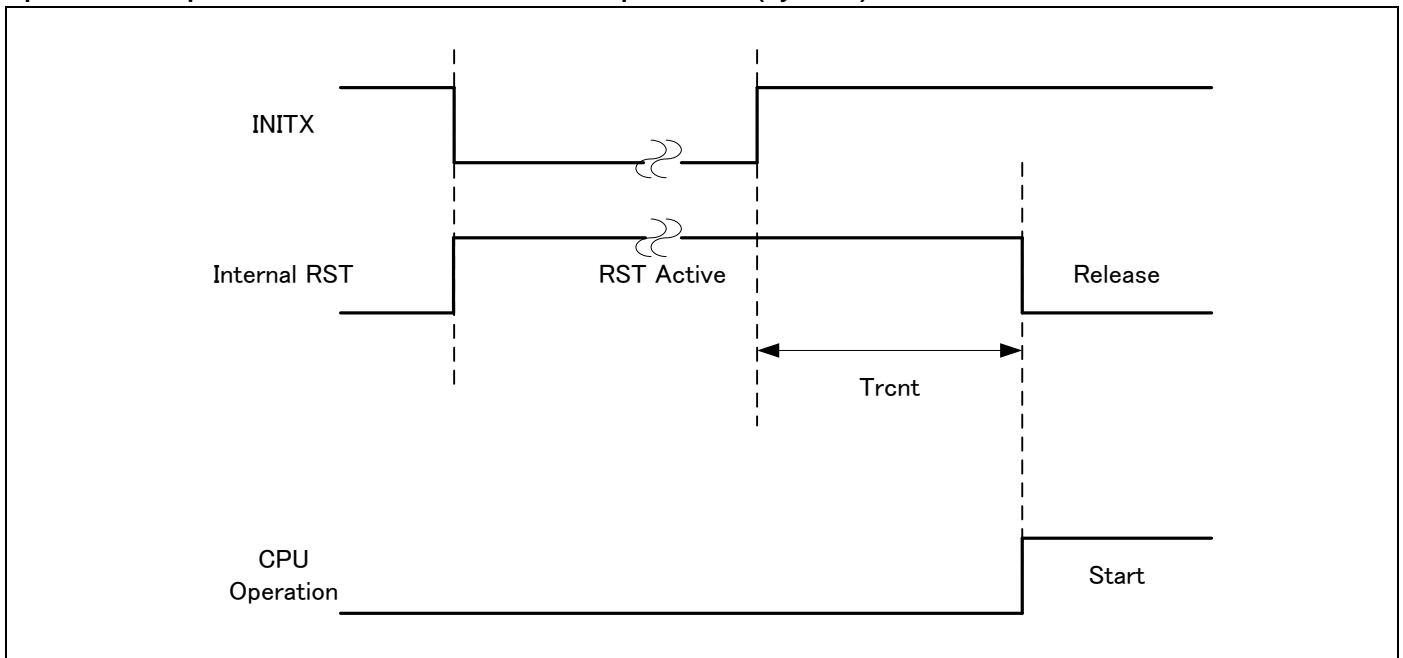 INITX
Internal RST
RST Active
Release
Trcnt
CPU
Operation
Start